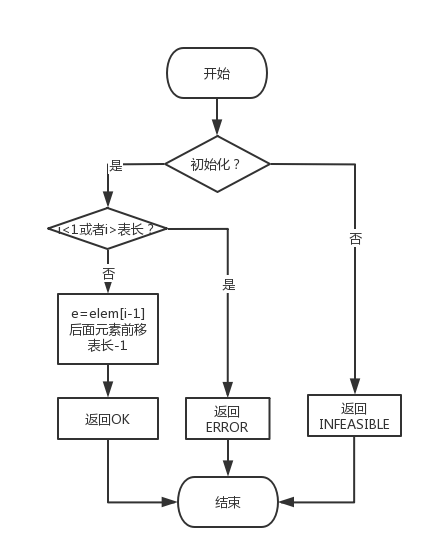 开始
初始化？
是
否
i<1或者i>表长？
否
是
e=elem[i-1]
后面元素前移
表长-1
返回OK
返回
ERROR
返回
INFEASIBLE
结束